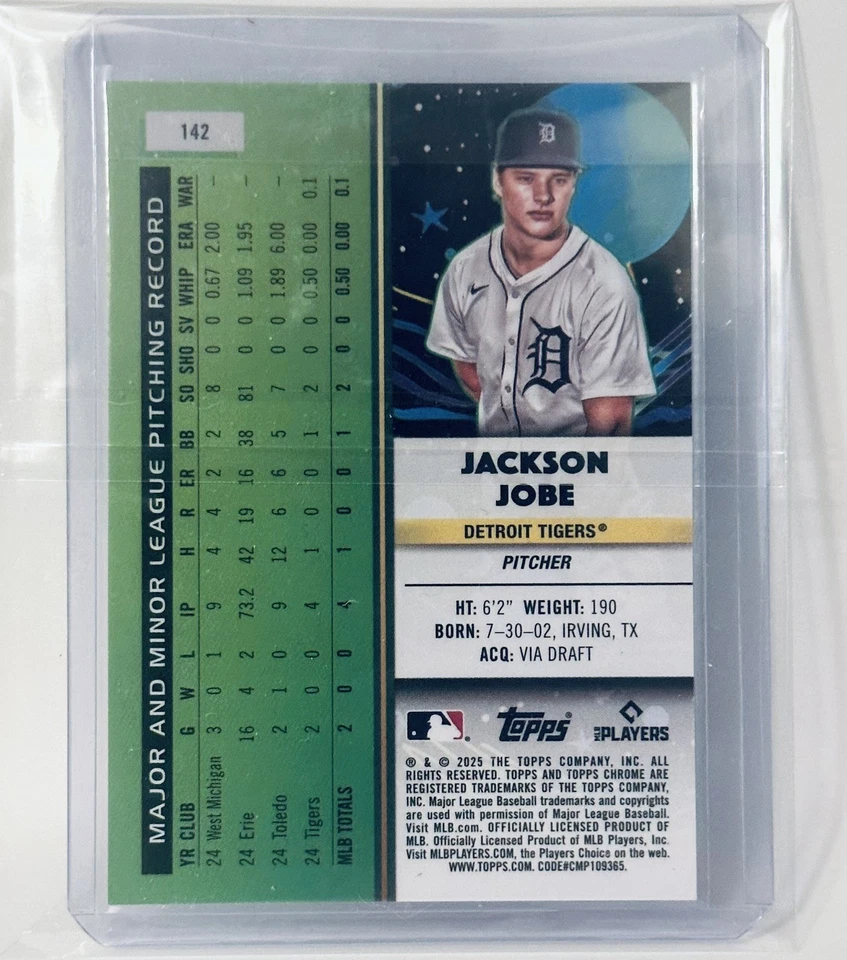 142
MAJOR AND MINOR LEAGUE PITCHING RECORD
YR CLUB G W L IP H R ER BB SO SHO SV WHIP ERA WAR
24 West Michigan 3 0 1 9 4 4 2 2 8 0 0 0.67 2.00 –
24 Erie 16 4 2 73.2 42 19 16 38 81 0 0 1.09 1.95 –
24 Toledo 2 1 0 9 12 6 6 5 7 0 0 1.89 6.00 –
24 Tigers 2 0 0 4 1 0 0 1 2 0 0 0.50 0.00 0.1
MLB TOTALS 2 0 0 4 1 0 0 1 2 0 0 0.50 0.00 0.1
D
D
JACKSON
JOBE
DETROIT TIGERS®
PITCHER
HT: 6'2" WEIGHT: 190
BORN: 7–30–02, IRVING, TX
ACQ: VIA DRAFT
Topps®
MLB PLAYERS
® & © 2025 THE TOPPS COMPANY, INC. ALL
RIGHTS RESERVED. TOPPS AND TOPPS CHROME ARE
REGISTERED TRADEMARKS OF THE TOPPS COMPANY,
INC. Major League Baseball trademarks and copyrights
are used with permission of Major League Baseball.
Visit MLB.com. OFFICIALLY LICENSED PRODUCT OF
MLB. Officially Licensed Product of MLB Players, Inc.
Visit MLBPLAYERS.COM, the Players Choice on the web.
WWW.TOPPS.COM. CODE#CMP109365.